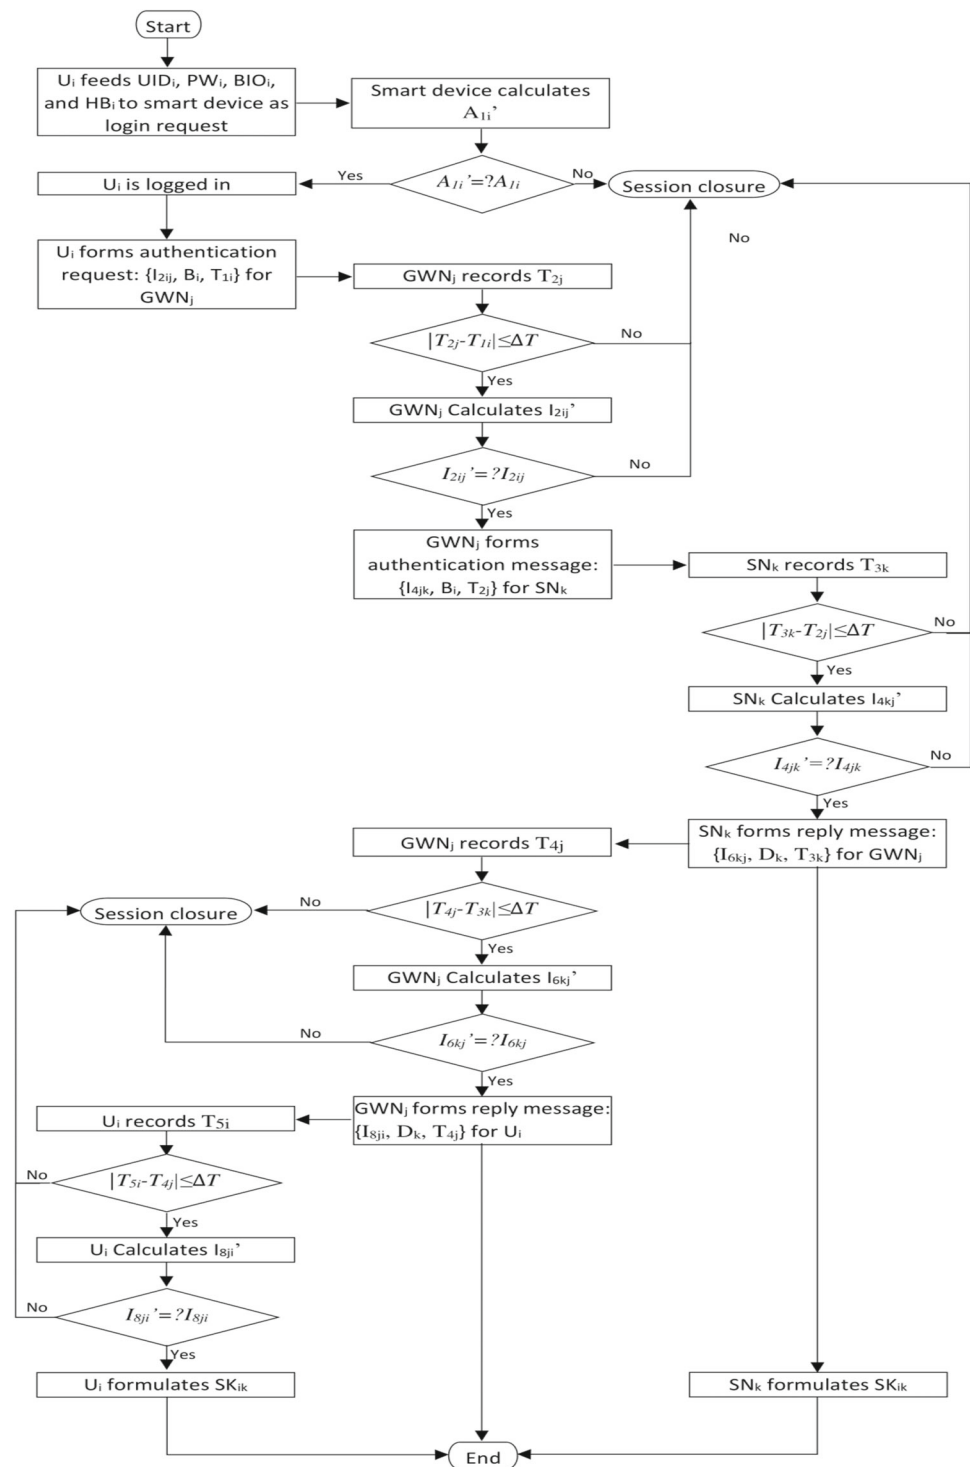 Start
Uᵢ feeds UIDᵢ, PWᵢ, BIOᵢ,
and HBᵢ to smart device as
login request
Smart device calculates
A₁ᵢ’
A₁ᵢ’=?A₁ᵢ
Yes
No
Uᵢ is logged in
Session closure
Uᵢ forms authentication
request: {I₂ᵢⱼ, Bᵢ, T₁ᵢ} for
GWNⱼ
No
GWNⱼ records T₂ⱼ
|T₂ⱼ-T₁ᵢ|≤ΔT
No
Yes
GWNⱼ Calculates I₂ᵢⱼ’
I₂ᵢⱼ’=?I₂ᵢⱼ
No
Yes
GWNⱼ forms
authentication message:
{I₄ⱼₖ, Bᵢ, T₂ⱼ} for SNₖ
SNₖ records T₃ₖ
|T₃ₖ-T₂ⱼ|≤ΔT
No
Yes
SNₖ Calculates I₄ₖⱼ’
I₄ⱼₖ’=?I₄ⱼₖ
No
Yes
SNₖ forms reply message:
{I₆ₖⱼ, Dₖ, T₃ₖ} for GWNⱼ
GWNⱼ records T₄ⱼ
|T₄ⱼ-T₃ₖ|≤ΔT
No
Session closure
Yes
GWNⱼ Calculates I₆ₖⱼ’
I₆ₖⱼ’=?I₆ₖⱼ
No
Yes
GWNⱼ forms reply message:
{I₈ⱼᵢ, Dₖ, T₄ⱼ} for Uᵢ
Uᵢ records T₅ᵢ
|T₅ᵢ-T₄ⱼ|≤ΔT
No
Yes
Uᵢ Calculates I₈ⱼᵢ’
I₈ⱼᵢ’=?I₈ⱼᵢ
No
Yes
Uᵢ formulates SKᵢₖ
SNₖ formulates SKᵢₖ
End